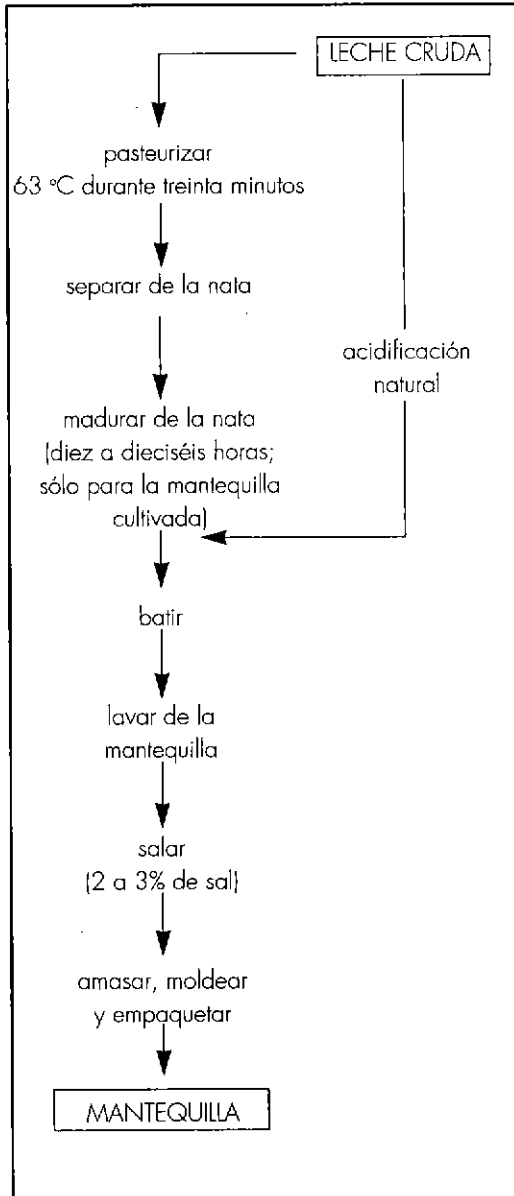 LECHE CRUDA
pasteurizar
63 °C durante treinta minutos
separar de la nata
acidificación
natural
madurar de la nata
(diez a dieciséis horas;
sólo para la mantequilla
cultivada)
batir
lavar de la
mantequilla
salar
(2 a 3% de sal)
amasar, moldear
y empaquetar
MANTEQUILLA